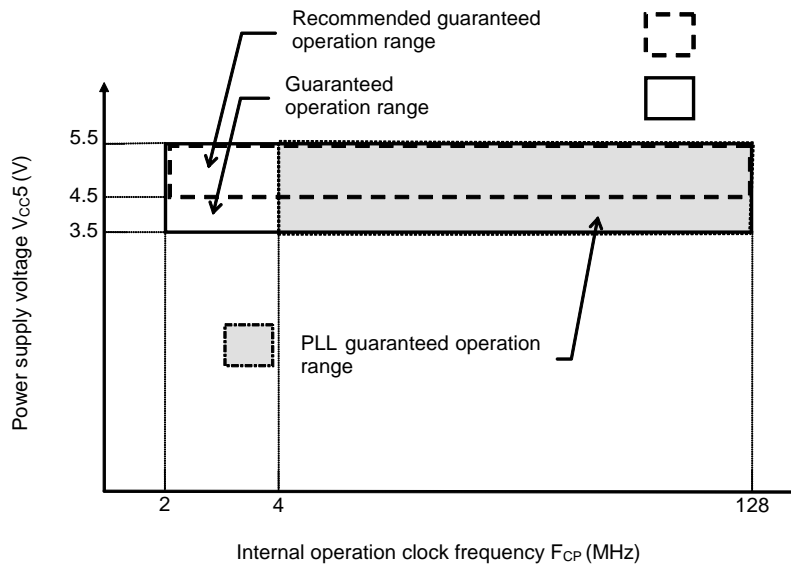 Recommended guaranteed
operation range
Guaranteed
operation range
Power supply voltage VCC5 (V)
5.5
4.5
3.5
PLL guaranteed operation
range
2
4
128
Internal operation clock frequency FCP (MHz)